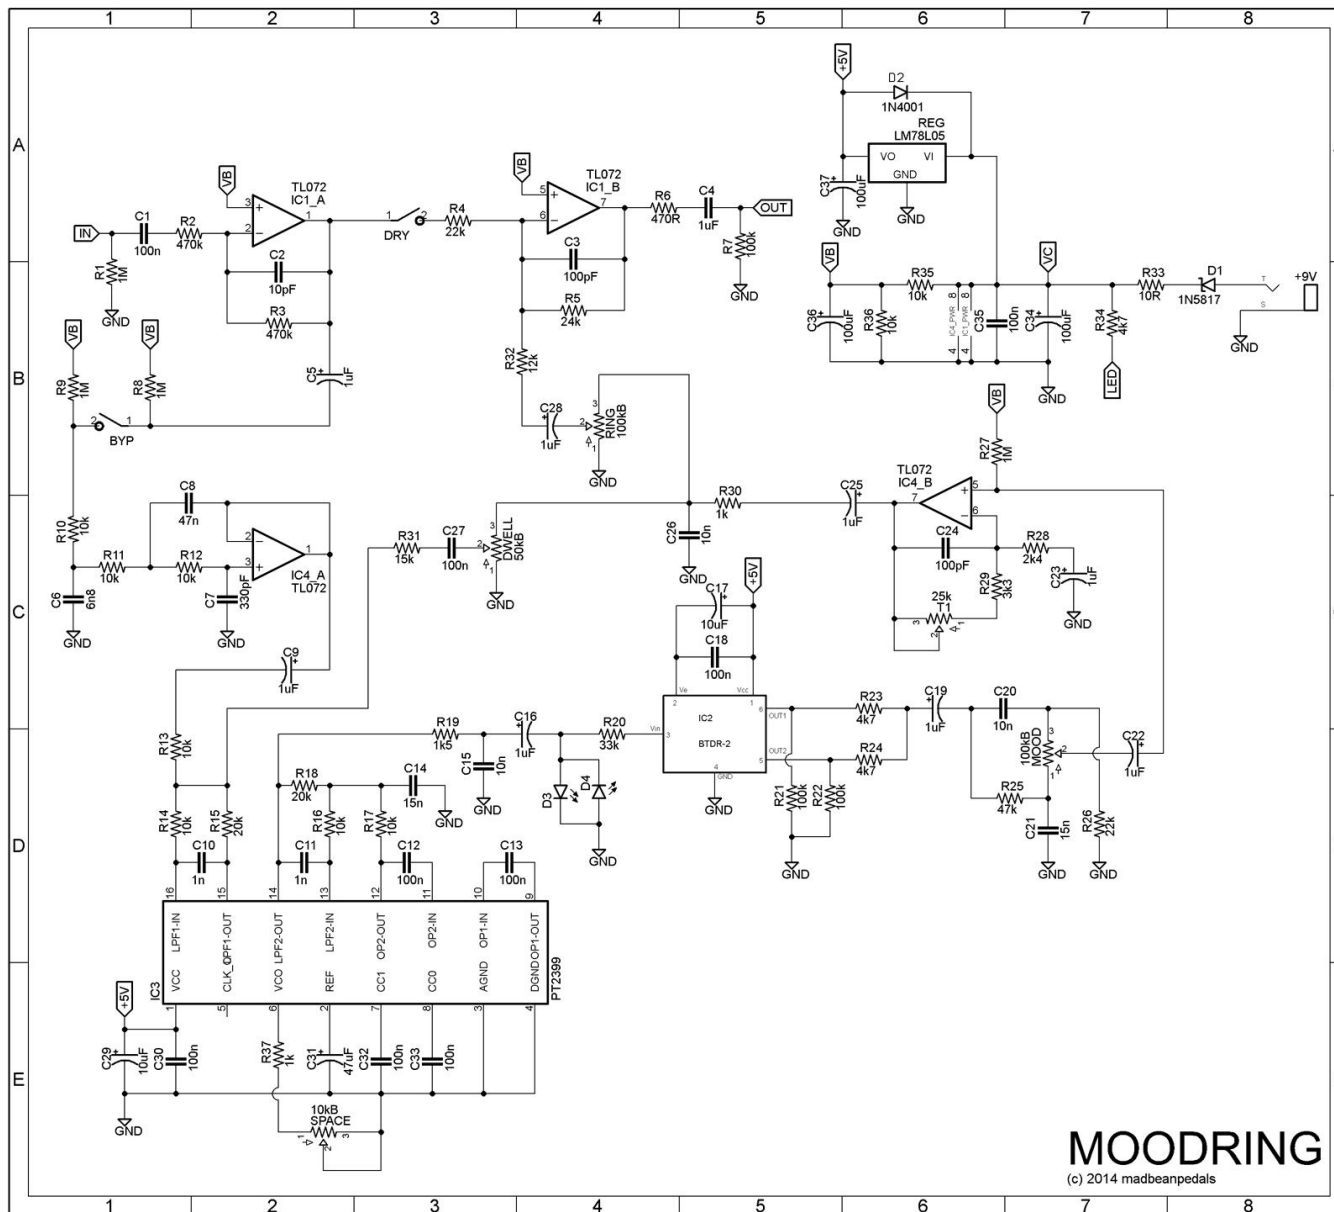 1 2 3 4 5 6 7 8
A
B
C
D
E
+5V
D2
1N4001
REG
LM78L05
VO VI
GND
C37
100uF
GND
GND
VB
TL072
IC1_A
3
2
1
IN
C1
100n
R2
470k
R1
1M
GND
C2
10pF
R3
470k
DRY
1
2
R4
22k
VB
TL072
IC1_B
5
6
7
R6
470R
C4
1uF
OUT
R7
100k
GND
C3
100pF
R5
24k
VB
C36
100uF
R36
10k
R35
10k
IC4_PWR
8
4
IC1_PWR
8
4
C35
100n
VC
C34
100uF
GND
R34
4k7
LED
R33
10R
D1
1N5817
T
S
+9V
GND
VB
VB
R9
1M
R8
1M
2
1
BYP
C5
1uF
R32
12k
C28
1uF
3
2
1
RING
100kB
GND
VB
R27
1M
TL072
IC4_B
7
5
6
C25
1uF
R30
1k
C26
10n
GND
C24
100pF
R28
2k4
C23
1uF
GND
R29
3k3
25k
T1
3
2
1
R10
10k
C8
47n
R11
10k
R12
10k
2
3
1
IC4_A
TL072
C6
6n8
GND
C7
330pF
GND
R31
15k
C27
100n
3
2
1
DWELL
50kB
GND
C17
10uF
+5V
C18
100n
C9
1uF
Ve
Vcc
2
1
IC2
BTDR-2
Vin
3
6
OUT1
5
OUT2
4
GND
GND
R23
4k7
R24
4k7
C19
1uF
C20
10n
100kB
MOOD
3
2
1
C22
1uF
R25
47k
C21
15n
GND
R26
22k
GND
R21
100k
R22
100k
GND
R13
10k
R14
10k
R15
20k
C10
1n
R18
20k
R16
10k
C11
1n
R17
10k
C14
15n
GND
C12
100n
R19
1k5
C15
10n
GND
C16
1uF
R20
33k
D3
D4
GND
C13
100n
16 15 14 13 12 11 10 9
LPF1-IN
LPF1-OUT
LPF2-OUT
LPF2-IN
OP2-OUT
OP2-IN
OP1-IN
OP1-OUT
IC3
VCC
VCO
REF
CC1
CC0
AGND
DGND
PT2399
1 5 6 2 7 8 3 4
+5V
C29
10uF
C30
100n
R37
1k
C31
47uF
C32
100n
C33
100n
GND
10kB
SPACE
1
2
3
MOODRING
(c) 2014 madbeanpedals
1 2 3 4 5 6 7 8